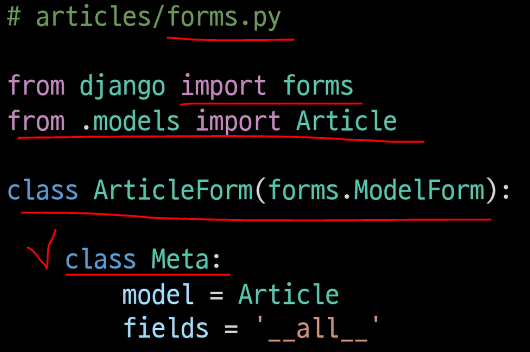 # articles/forms.py
from django import forms
from .models import Article
class ArticleForm(forms.ModelForm):
class Meta:
model = Article
fields = '__all__'